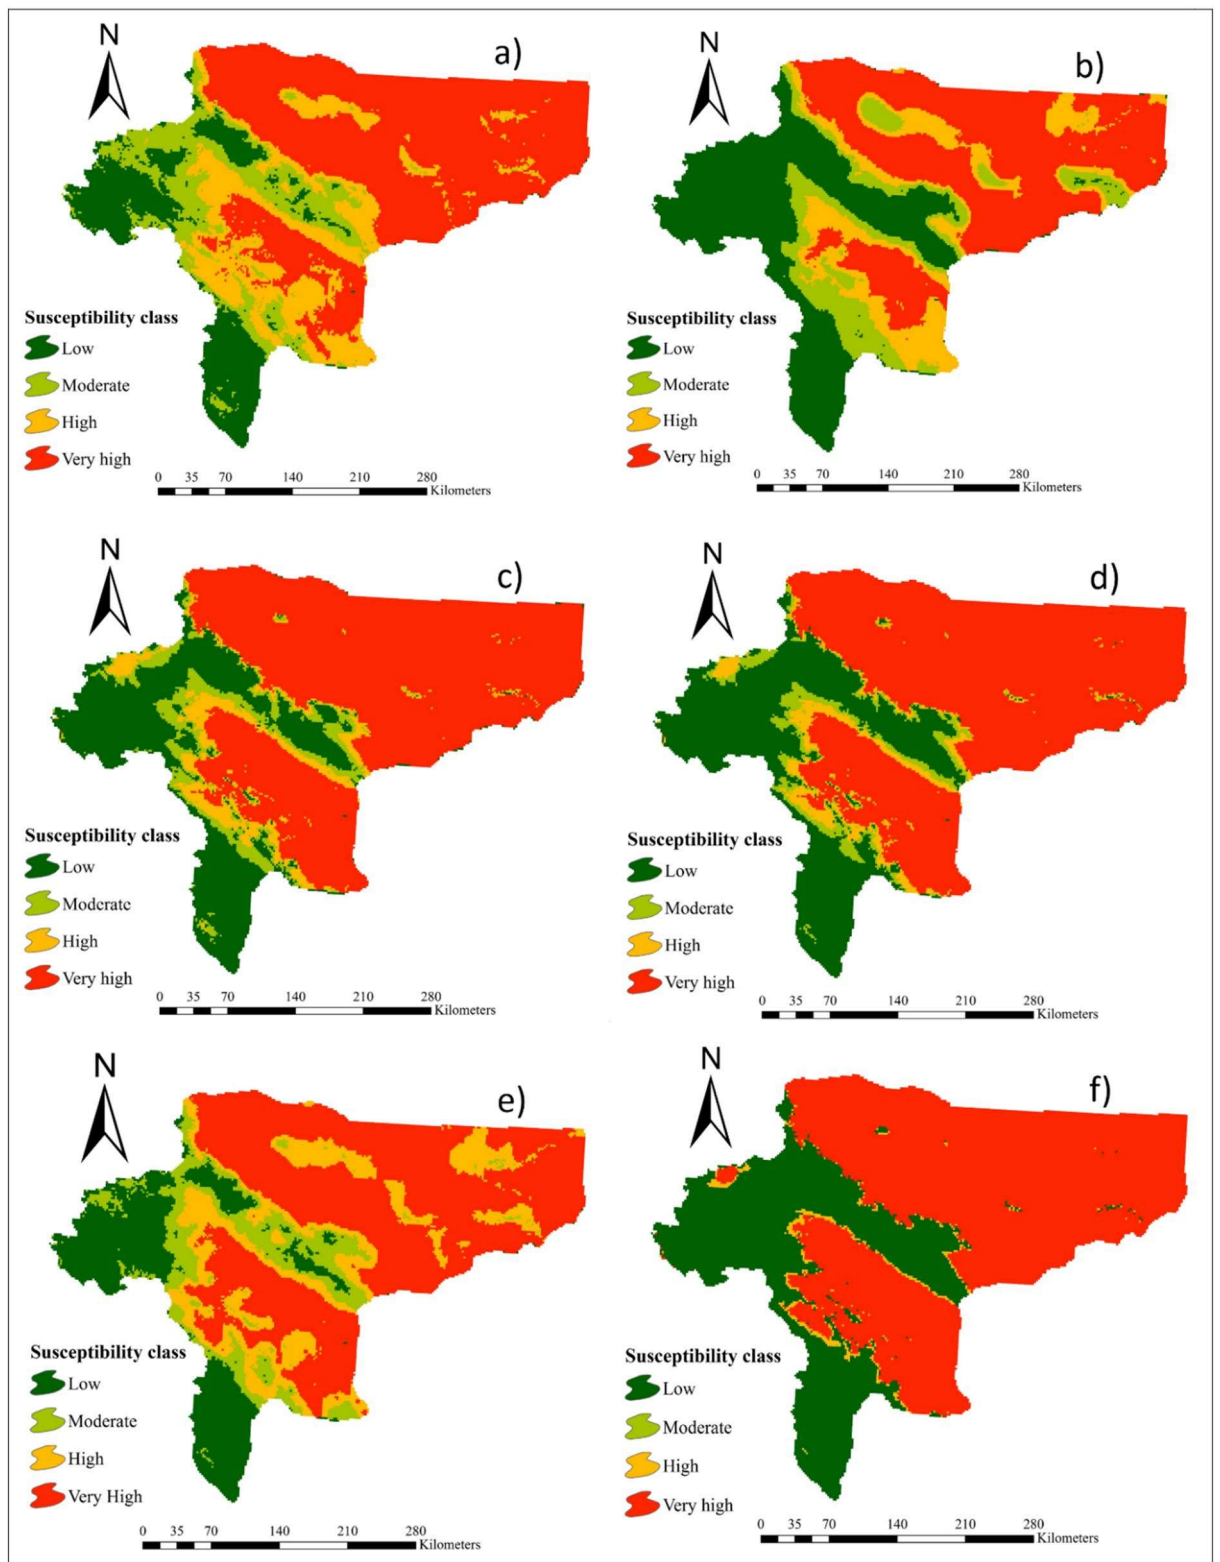 N
a)
Susceptibility class
Low
Moderate
High
Very high
0 35 70 140 210 280
Kilometers
N
b)
Susceptibility class
Low
Moderate
High
Very high
0 35 70 140 210 280
Kilometers
N
c)
Susceptibility class
Low
Moderate
High
Very high
0 35 70 140 210 280
Kilometers
N
d)
Susceptibility class
Low
Moderate
High
Very high
0 35 70 140 210 280
Kilometers
N
e)
Susceptibility class
Low
Moderate
High
Very High
0 35 70 140 210 280
Kilometers
N
f)
Susceptibility class
Low
Moderate
High
Very high
0 35 70 140 210 280
Kilometers